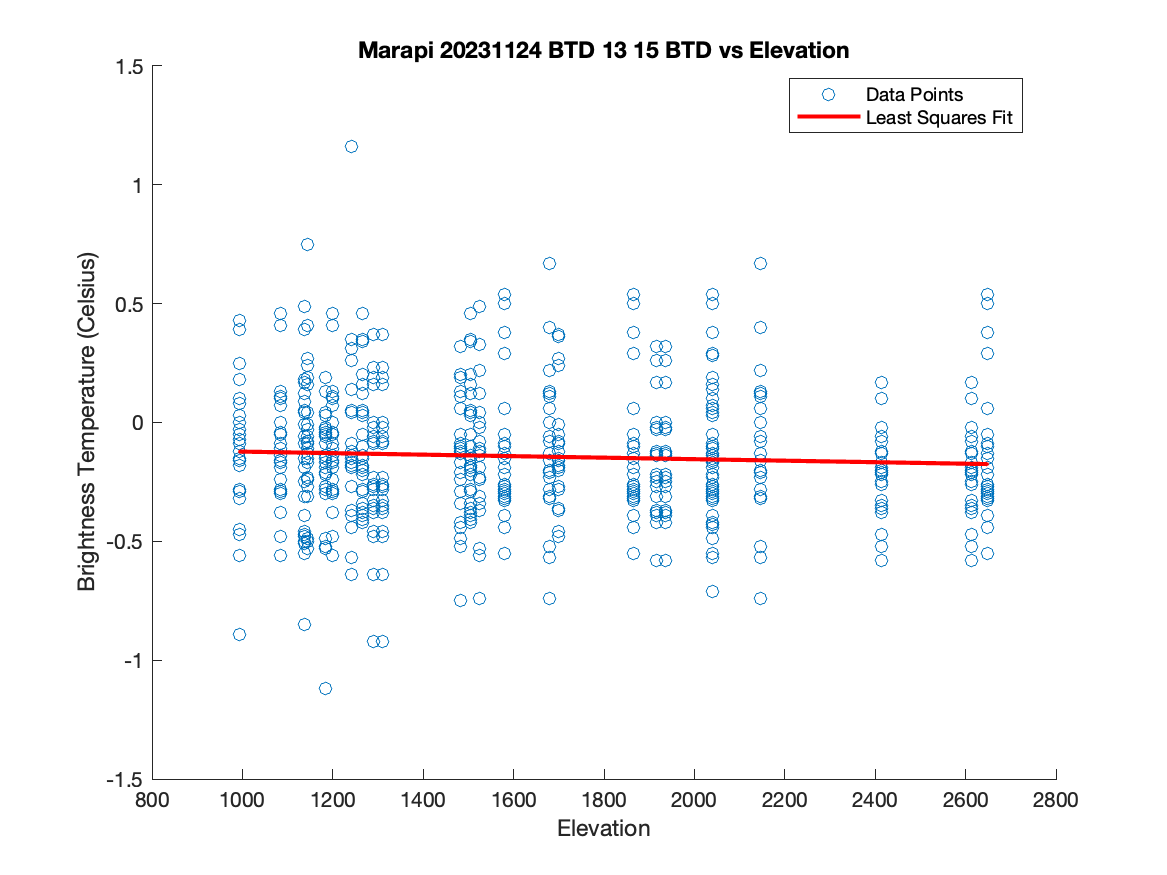 Marapi 20231124 BTD 13 15 BTD vs Elevation
Data Points
Least Squares Fit
Brightness Temperature (Celsius)
1.5
1
0.5
0
-0.5
-1
-1.5
800 1000 1200 1400 1600 1800 2000 2200 2400 2600 2800
Elevation